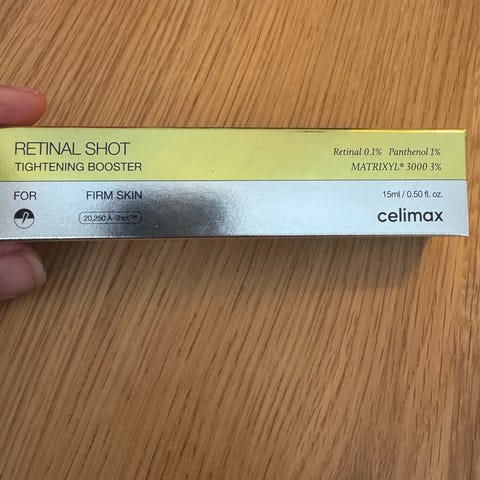 RETINAL SHOT
TIGHTENING BOOSTER
Retinal 0.1% Panthenol 1%
MATRIXYL® 3000 3%
FOR FIRM SKIN
20,250 A-Shot™
15ml / 0.50 fl. oz.
celimax